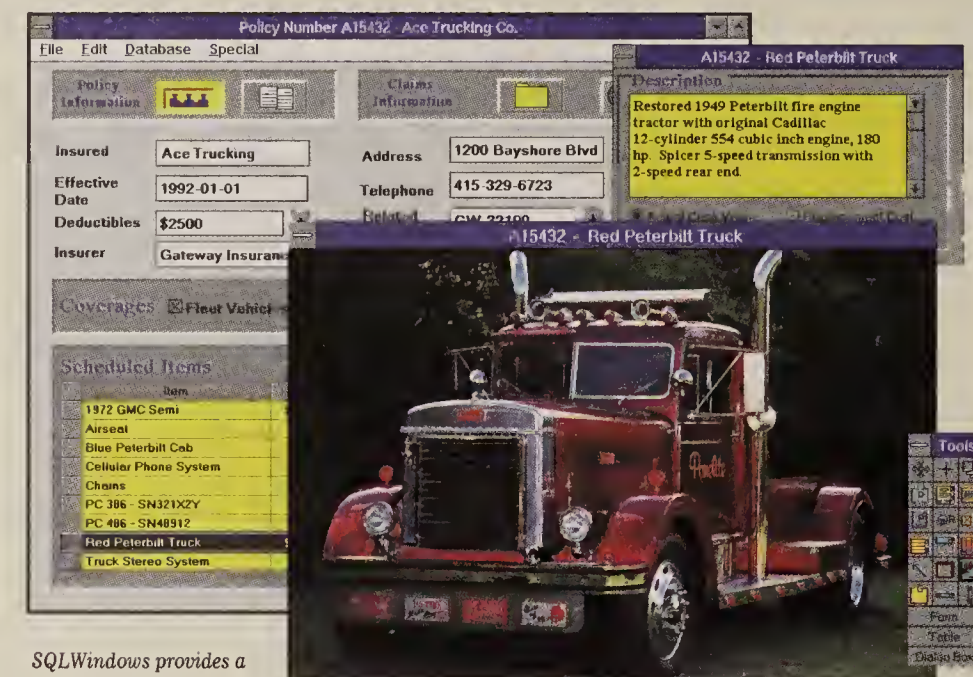 Policy Number A15432 - Ace Trucking Co.
File Edit Database Special
Policy Information
Claims Information
Insured Ace Trucking
Effective Date 1992-01-01
Deductibles $2500
Insurer Gateway Insuran
Address 1200 Bayshore Blvd
Telephone 415-329-6723
Related GW-22190
Coverages Fleet Vehicl
Scheduled Items
Item
1972 GMC Semi
Airseat
Blue Peterbilt Cab
Cellular Phone System
Chains
PC 386 - SN321X2Y
PC 486 - SN48912
Red Peterbilt Truck
Truck Stereo System
A15432 - Red Peterbilt Truck
Description
Restored 1949 Peterbilt fire engine
tractor with original Cadillac
12-cylinder 554 cubic inch engine, 180
hp. Spicer 5-speed transmission with
2-speed rear end.
A15432 - Red Peterbilt Truck
Tools
Form
Table
Dialog Box
SQLWindows provides a